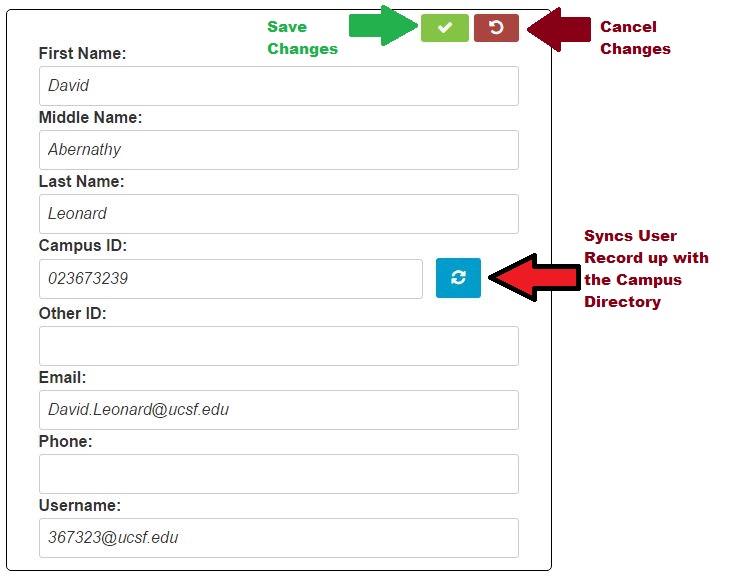 Save
Changes
Cancel
Changes
First Name:
David
Middle Name:
Abernathy
Last Name:
Leonard
Campus ID:
023673239
Syncs User
Record up with
the Campus
Directory
Other ID:
Email:
David.Leonard@ucsf.edu
Phone:
Username:
367323@ucsf.edu